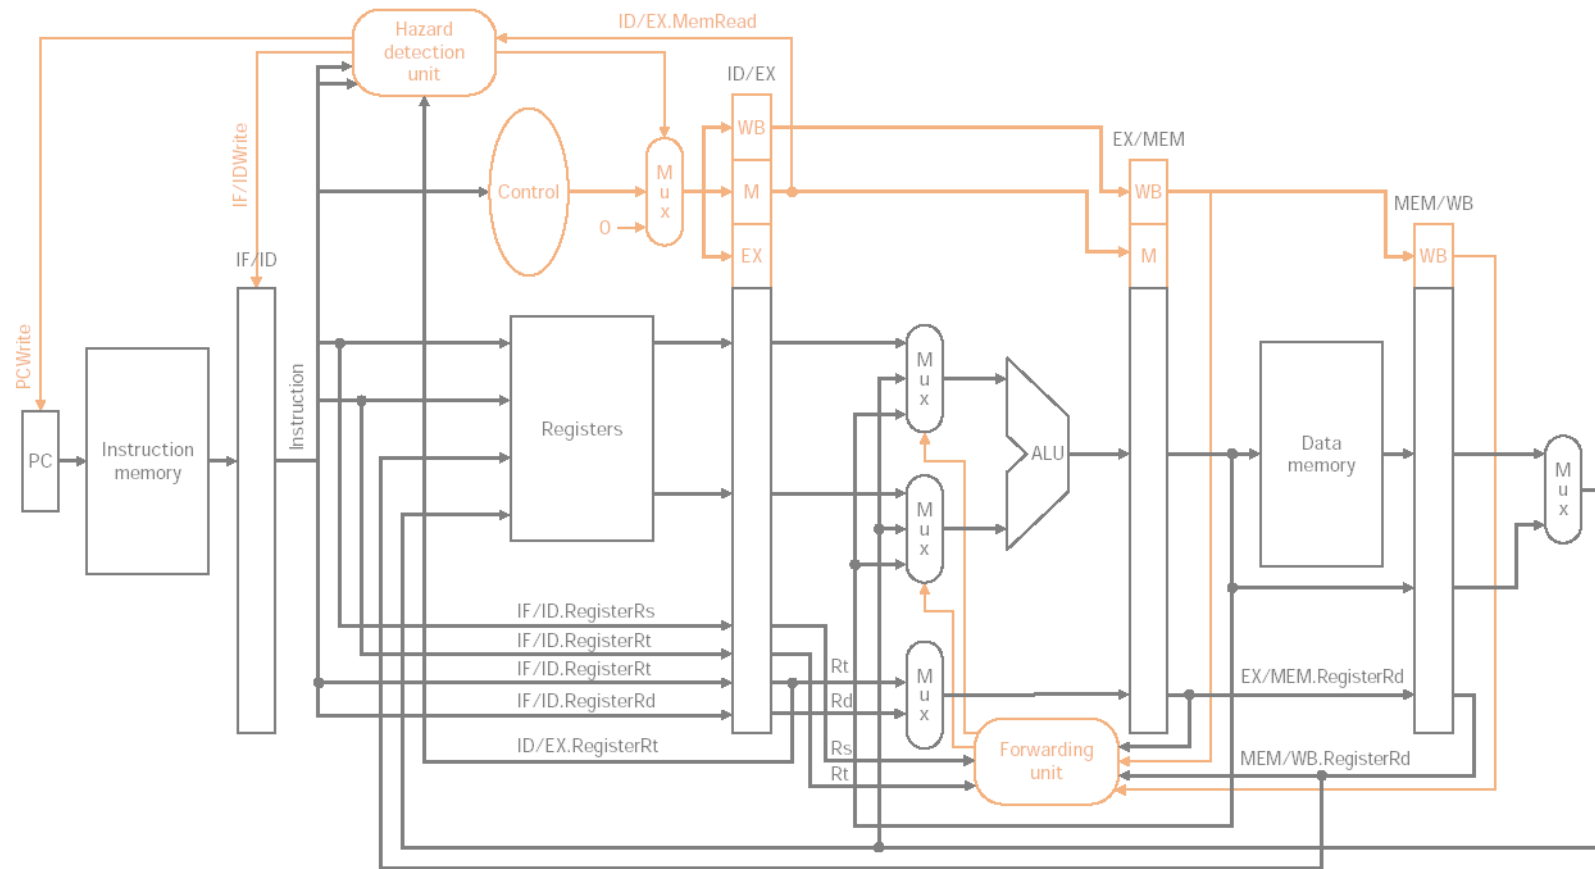 Hazard
detection
unit
ID/EX.MemRead
ID/EX
WB
M
EX
IF/IDWrite
Control
M
u
x
0
EX/MEM
WB
M
MEM/WB
WB
IF/ID
PCWrite
PC
Instruction
memory
Instruction
Registers
M
u
x
M
u
x
ALU
Data
memory
M
u
x
IF/ID.RegisterRs
IF/ID.RegisterRt
IF/ID.RegisterRt
IF/ID.RegisterRd
ID/EX.RegisterRt
Rt
Rd
Rs
Rt
M
u
x
Forwarding
unit
EX/MEM.RegisterRd
MEM/WB.RegisterRd